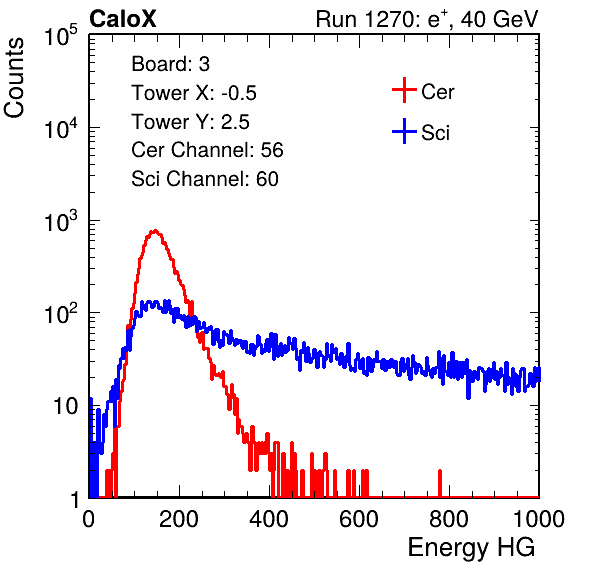 CaloX Run 1270: e⁺, 40 GeV
Counts
10⁵
10⁴
10³
10²
10
1
Board: 3
Tower X: -0.5
Tower Y: 2.5
Cer Channel: 56
Sci Channel: 60
Cer
Sci
0 200 400 600 800 1000
Energy HG